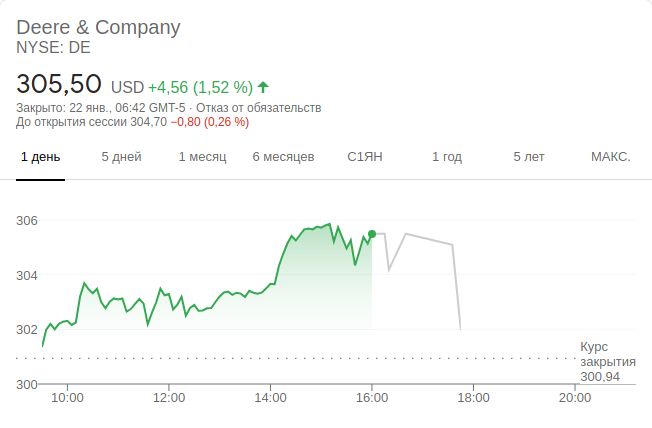 Deere & Company
NYSE: DE
305,50 USD +4,56 (1,52 %)
Закрыто: 22 янв., 06:42 GMT-5 · Отказ от обязательств
До открытия сессии 304,70 −0,80 (0,26 %)
1 день 5 дней 1 месяц 6 месяцев С1ЯН 1 год 5 лет МАКС.
306
304
302
Курс
закрытия
300,94
300
10:00 12:00 14:00 16:00 18:00 20:00